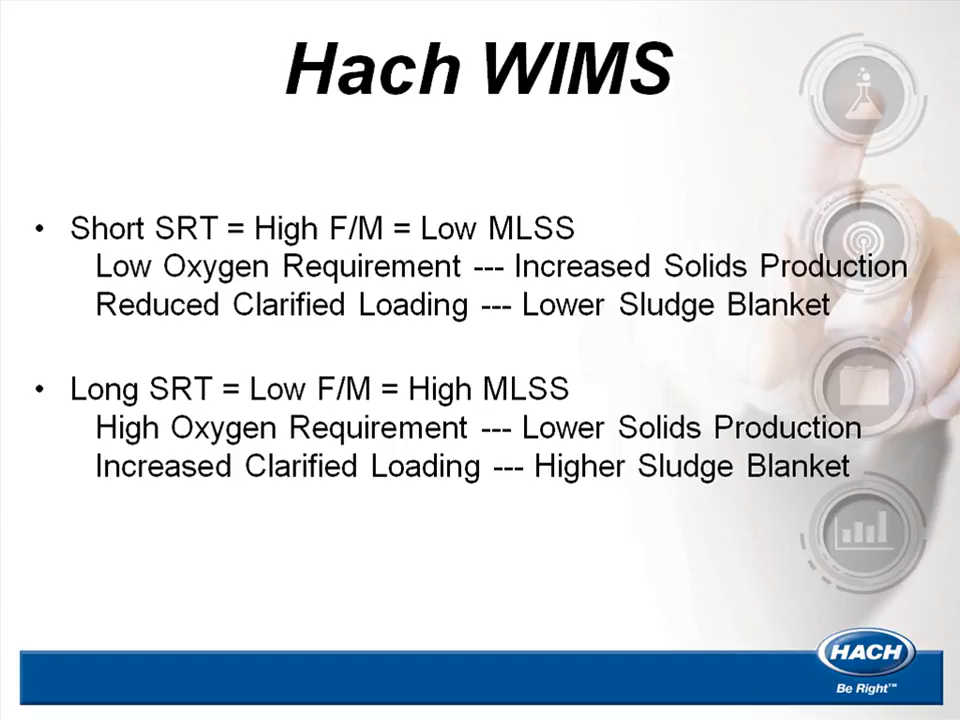 Hach WIMS
• Short SRT = High F/M = Low MLSS
Low Oxygen Requirement --- Increased Solids Production
Reduced Clarified Loading --- Lower Sludge Blanket
• Long SRT = Low F/M = High MLSS
High Oxygen Requirement --- Lower Solids Production
Increased Clarified Loading --- Higher Sludge Blanket
HACH
Be Right™